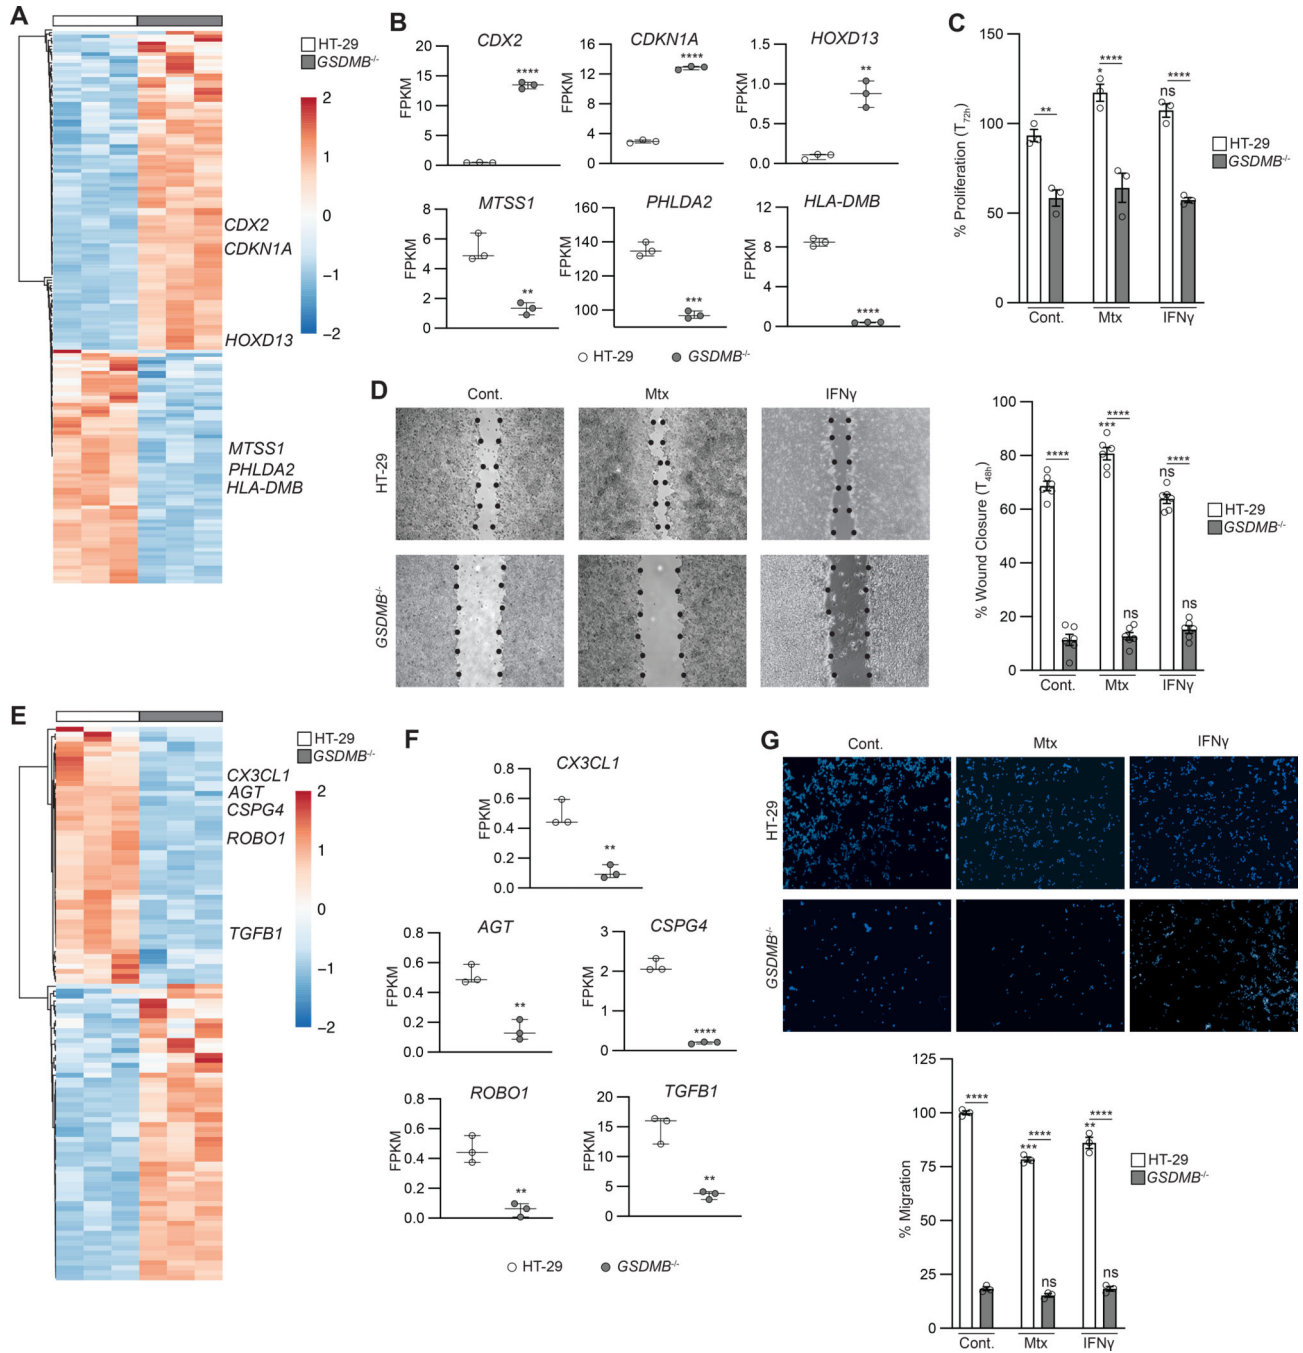 A
HT-29
GSDMB-/-
2
1
0
−1
−2
CDX2
CDKN1A
HOXD13
MTSS1
PHLDA2
HLA-DMB
B
CDX2
FPKM
20
15
10
5
0
****
CDKN1A
FPKM
16
12
8
4
0
****
HOXD13
FPKM
1.5
1.0
0.5
0.0
**
MTSS1
FPKM
8
6
4
2
0
**
PHLDA2
FPKM
160
140
120
100
***
HLA-DMB
FPKM
12
8
4
0
****
HT-29
GSDMB-/-
C
% Proliferation (T72h)
150
100
50
0
**
*
****
ns
****
Cont.
Mtx
IFNγ
HT-29
GSDMB-/-
D
Cont.
Mtx
IFNγ
HT-29
GSDMB-/-
% Wound Closure (T48h)
100
80
60
40
20
0
****
***
****
ns
ns
****
ns
Cont.
Mtx
IFNγ
HT-29
GSDMB-/-
E
HT-29
GSDMB-/-
2
1
0
−1
−2
CX3CL1
AGT
CSPG4
ROBO1
TGFB1
F
CX3CL1
FPKM
0.8
0.6
0.4
0.2
0.0
**
AGT
FPKM
0.8
0.6
0.4
0.2
0.0
**
CSPG4
FPKM
3
2
1
0
****
ROBO1
FPKM
0.8
0.6
0.4
0.2
0.0
**
TGFB1
FPKM
20
15
10
5
0
**
HT-29
GSDMB-/-
G
Cont.
Mtx
IFNγ
HT-29
GSDMB-/-
% Migration
125
100
75
50
25
0
****
***
****
ns
**
****
ns
Cont.
Mtx
IFNγ
HT-29
GSDMB-/-